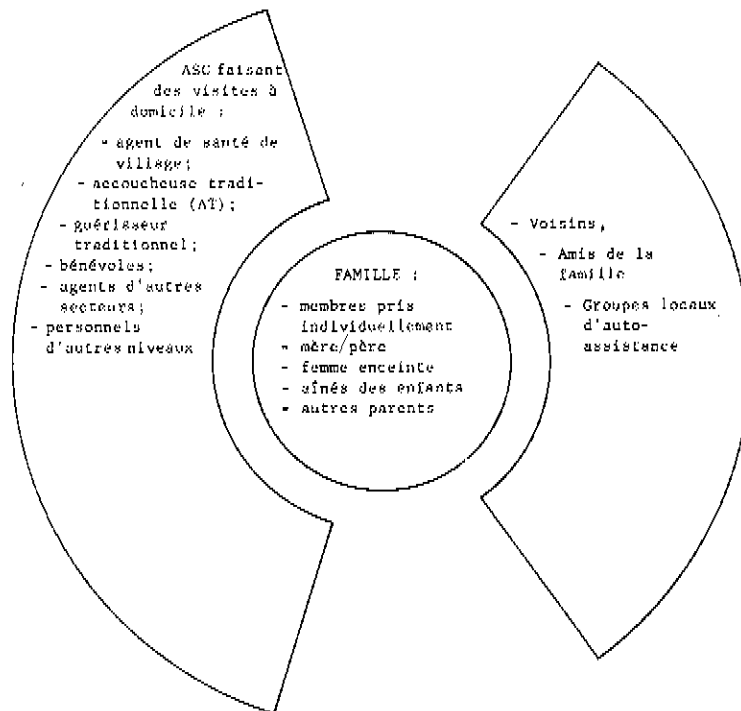 ASC faisant
des visites à
domicile :
- agent de santé de
village;
- accoucheuse tradi-
tionnelle (AT);
- guérisseur
traditionnel;
- bénévoles;
- agents d'autres
secteurs;
- personnels
d'autres niveaux
FAMILLE :
- membres pris
individuellement
- mère/père
- femme enceinte
- aînés des enfants
- autres parents
- Voisins,
- Amis de la
famille
- Groupes locaux
d'auto-
assistance